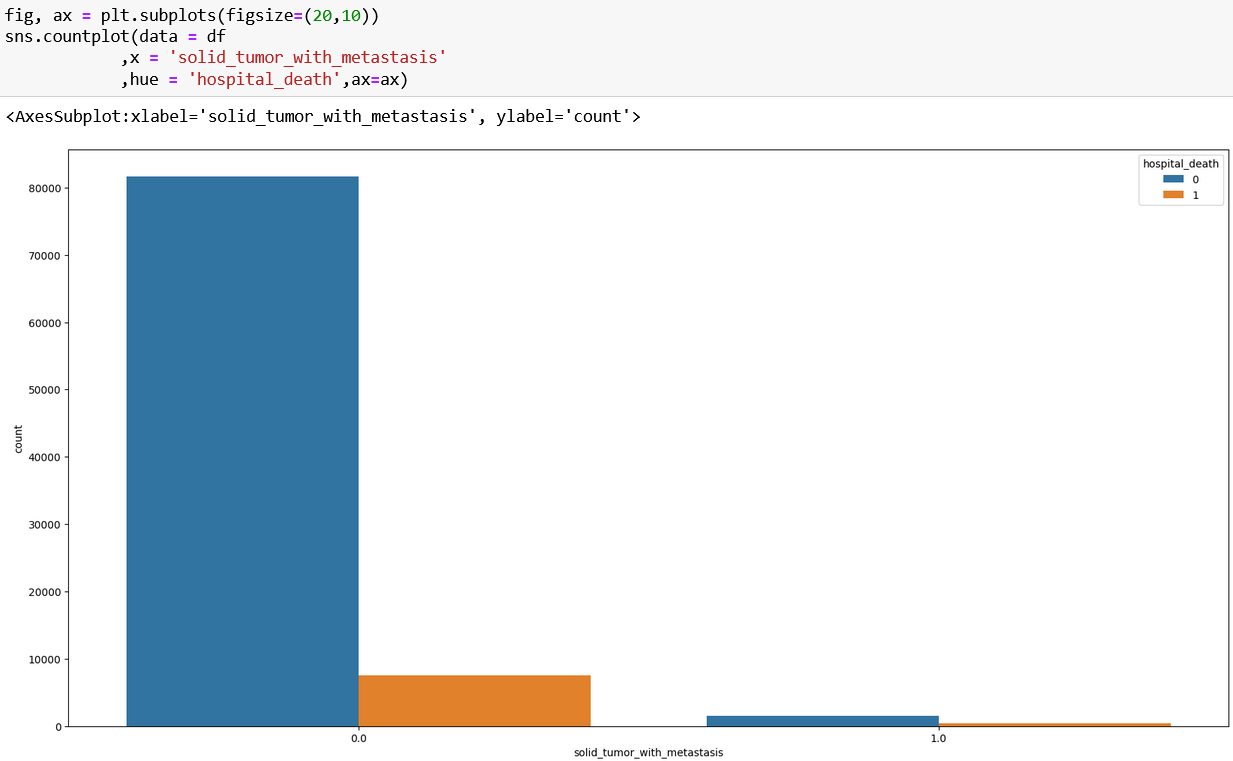 fig, ax = plt.subplots(figsize=(20,10))
sns.countplot(data = df
,x = 'solid_tumor_with_metastasis'
,hue = 'hospital_death',ax=ax)
<AxesSubplot:xlabel='solid_tumor_with_metastasis', ylabel='count'>
hospital_death
0
1
80000
70000
60000
50000
40000
30000
20000
10000
0
count
0.0
1.0
solid_tumor_with_metastasis